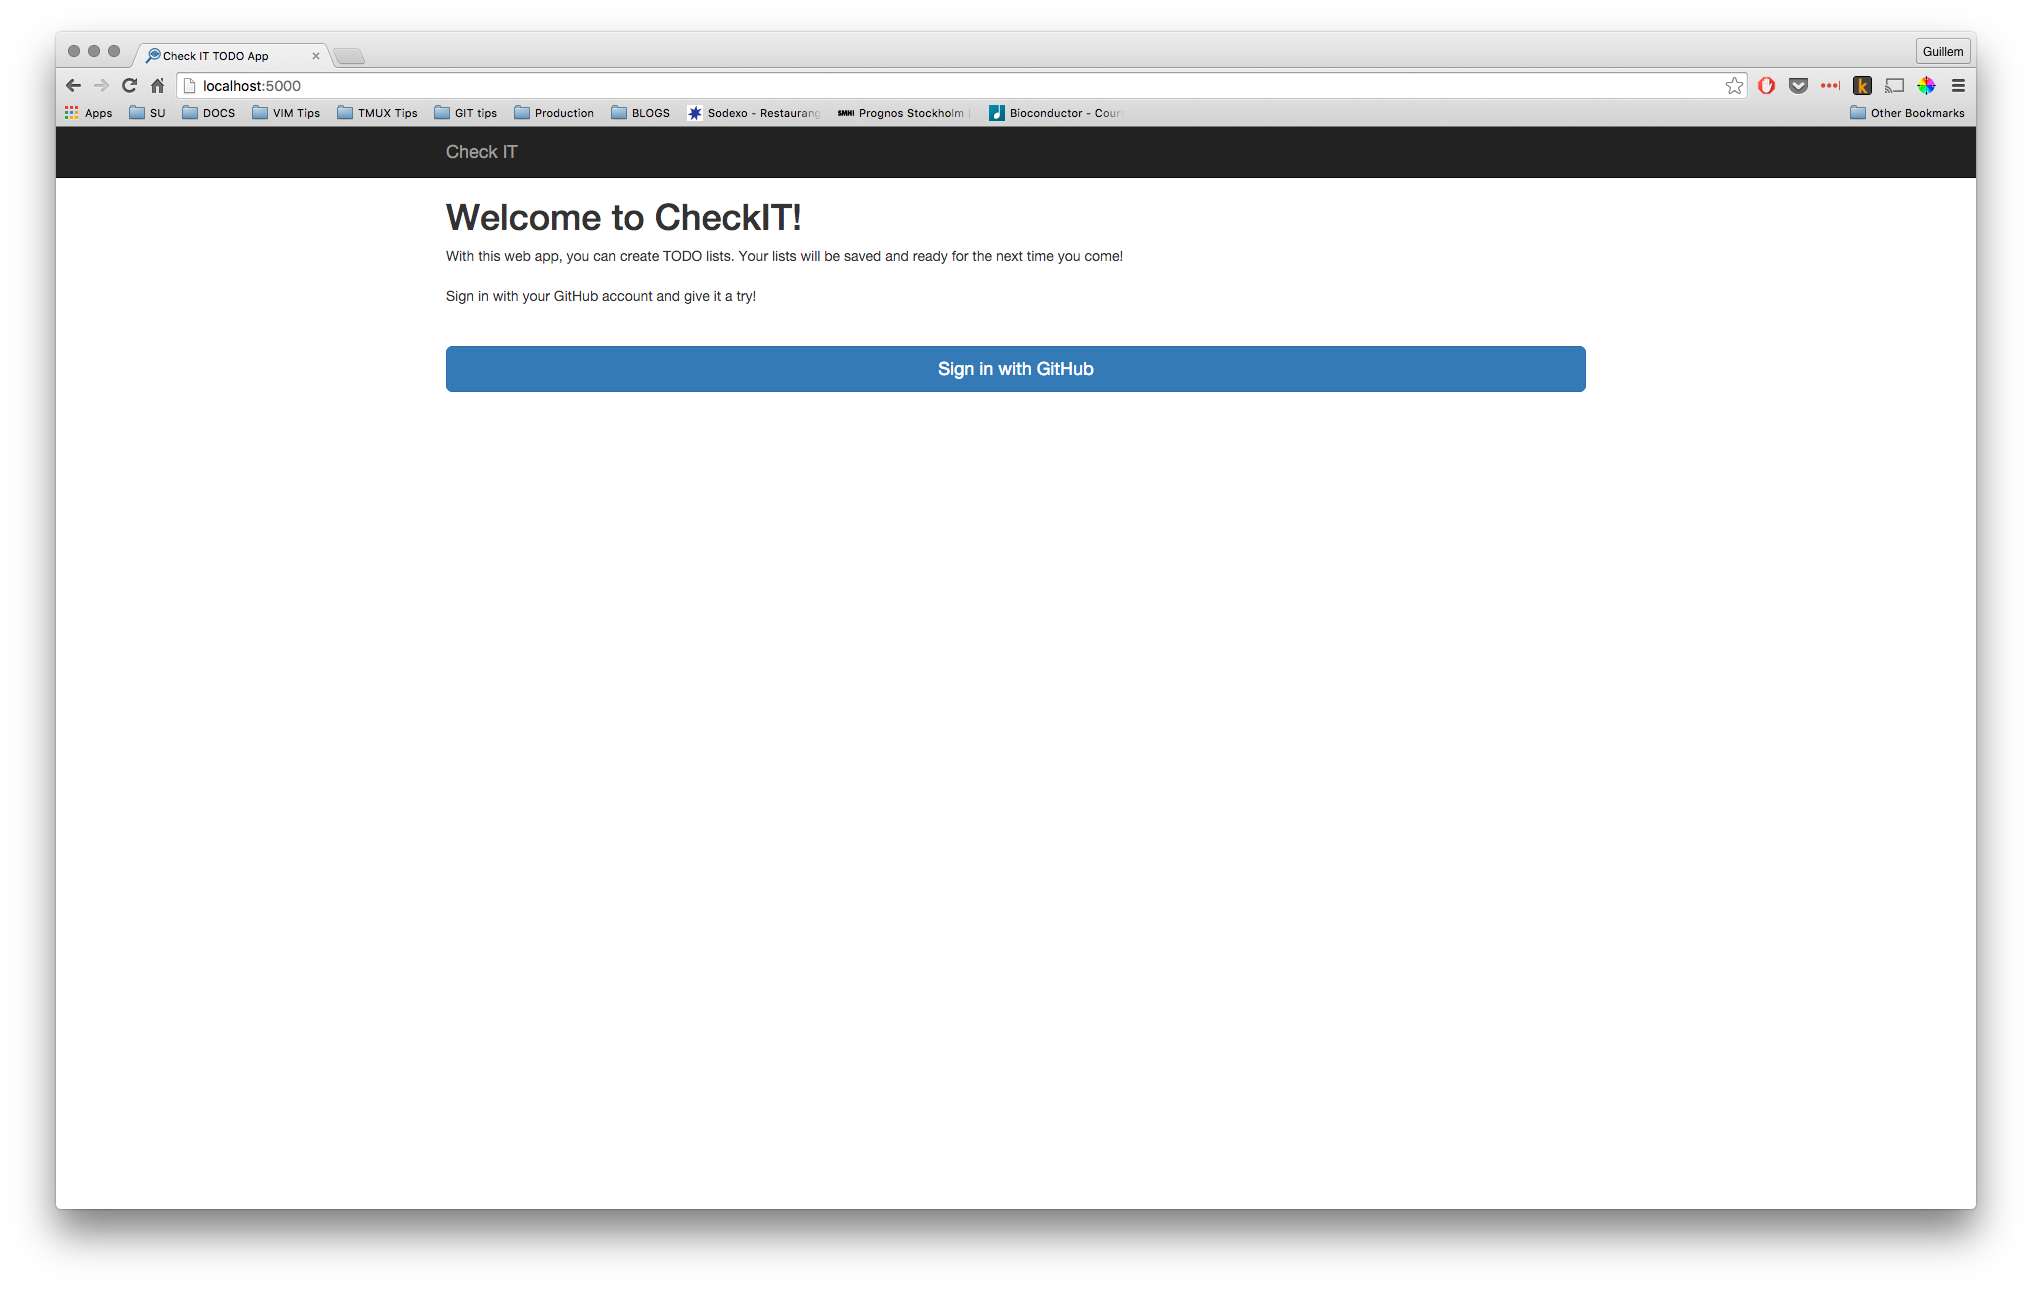 Check IT TODO App
Guillem
localhost:5000
Apps SU DOCS VIM Tips TMUX Tips GIT tips Production BLOGS Sodexo - Restaurang SMHI Prognos Stockholm | Bioconductor - Cour Other Bookmarks
Check IT
Welcome to CheckIT!
With this web app, you can create TODO lists. Your lists will be saved and ready for the next time you come!
Sign in with your GitHub account and give it a try!
Sign in with GitHub